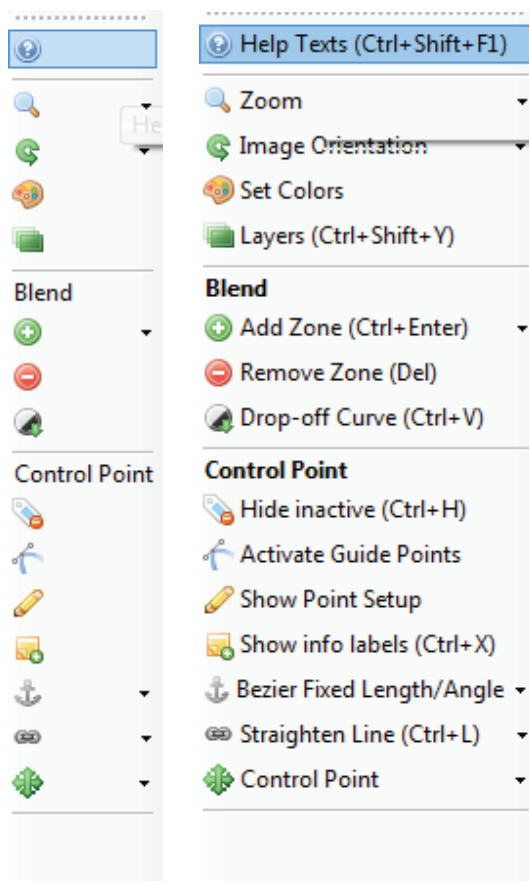 He
Blend
Control Point
Help Texts (Ctrl+Shift+F1)
Zoom
Image Orientation
Set Colors
Layers (Ctrl+Shift+Y)
Blend
Add Zone (Ctrl+Enter)
Remove Zone (Del)
Drop-off Curve (Ctrl+V)
Control Point
Hide inactive (Ctrl+H)
Activate Guide Points
Show Point Setup
Show info labels (Ctrl+X)
Bezier Fixed Length/Angle
Straighten Line (Ctrl+L)
Control Point